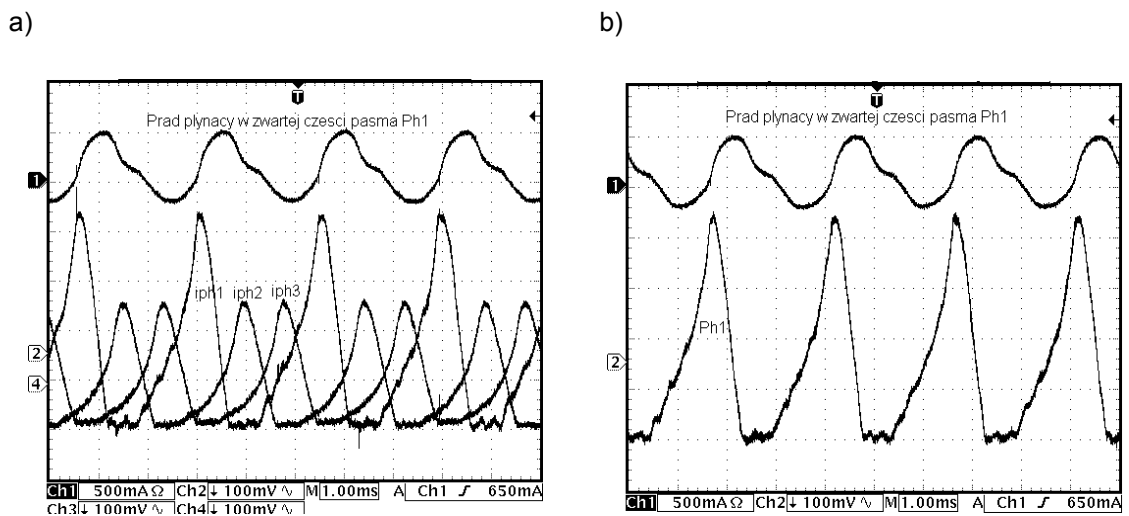 a)
b)
T
Prad plynacy w zwartej czesci pasma Ph1
1
iph1 iph2 iph3
2
4
Ch1 500mAΩ Ch2 100mV M 1.00ms A Ch1 650mA
Ch3 100mV Ch4 100mV
T
Prad plynacy w zwartej czesci pasma Ph1
1
Ph1
2
Ch1 500mAΩ Ch2 100mV M 1.00ms A Ch1 650mA